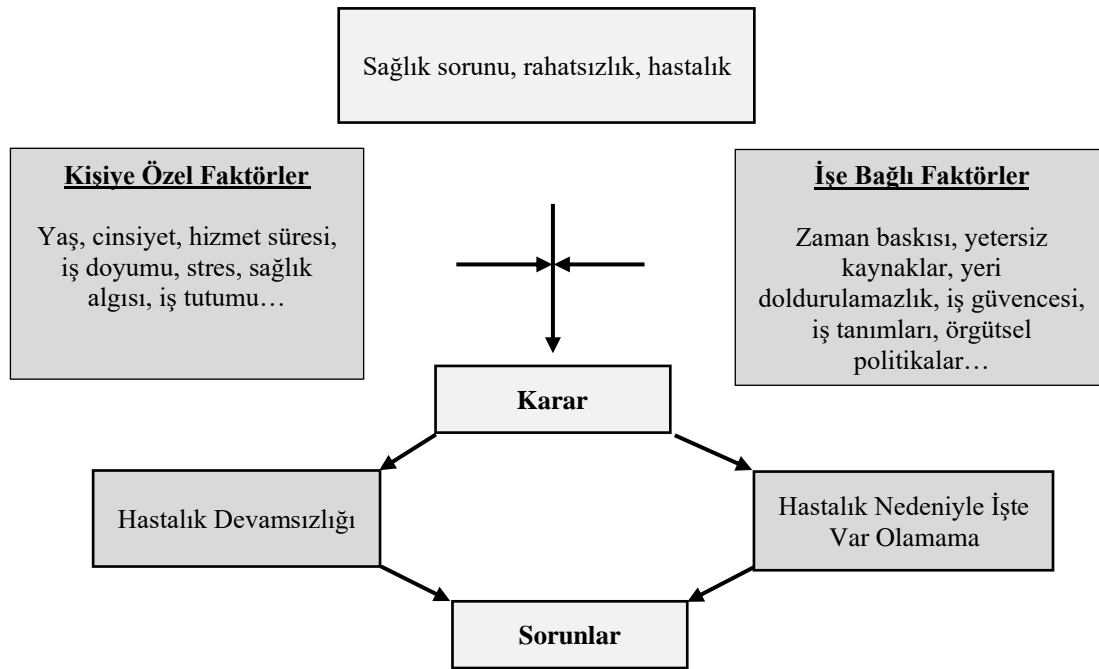 Sağlık sorunu, rahatsızlık, hastalık
Kişiye Özel Faktörler
Yaş, cinsiyet, hizmet süresi,
iş doyumu, stres, sağlık
algısı, iş tutumu…
İşe Bağlı Faktörler
Zaman baskısı, yetersiz
kaynaklar, yeri
doldurulamazlık, iş güvencesi,
iş tanımları, örgütsel
politikalar…
Karar
Hastalık Devamsızlığı
Hastalık Nedeniyle İşte
Var Olamama
Sorunlar